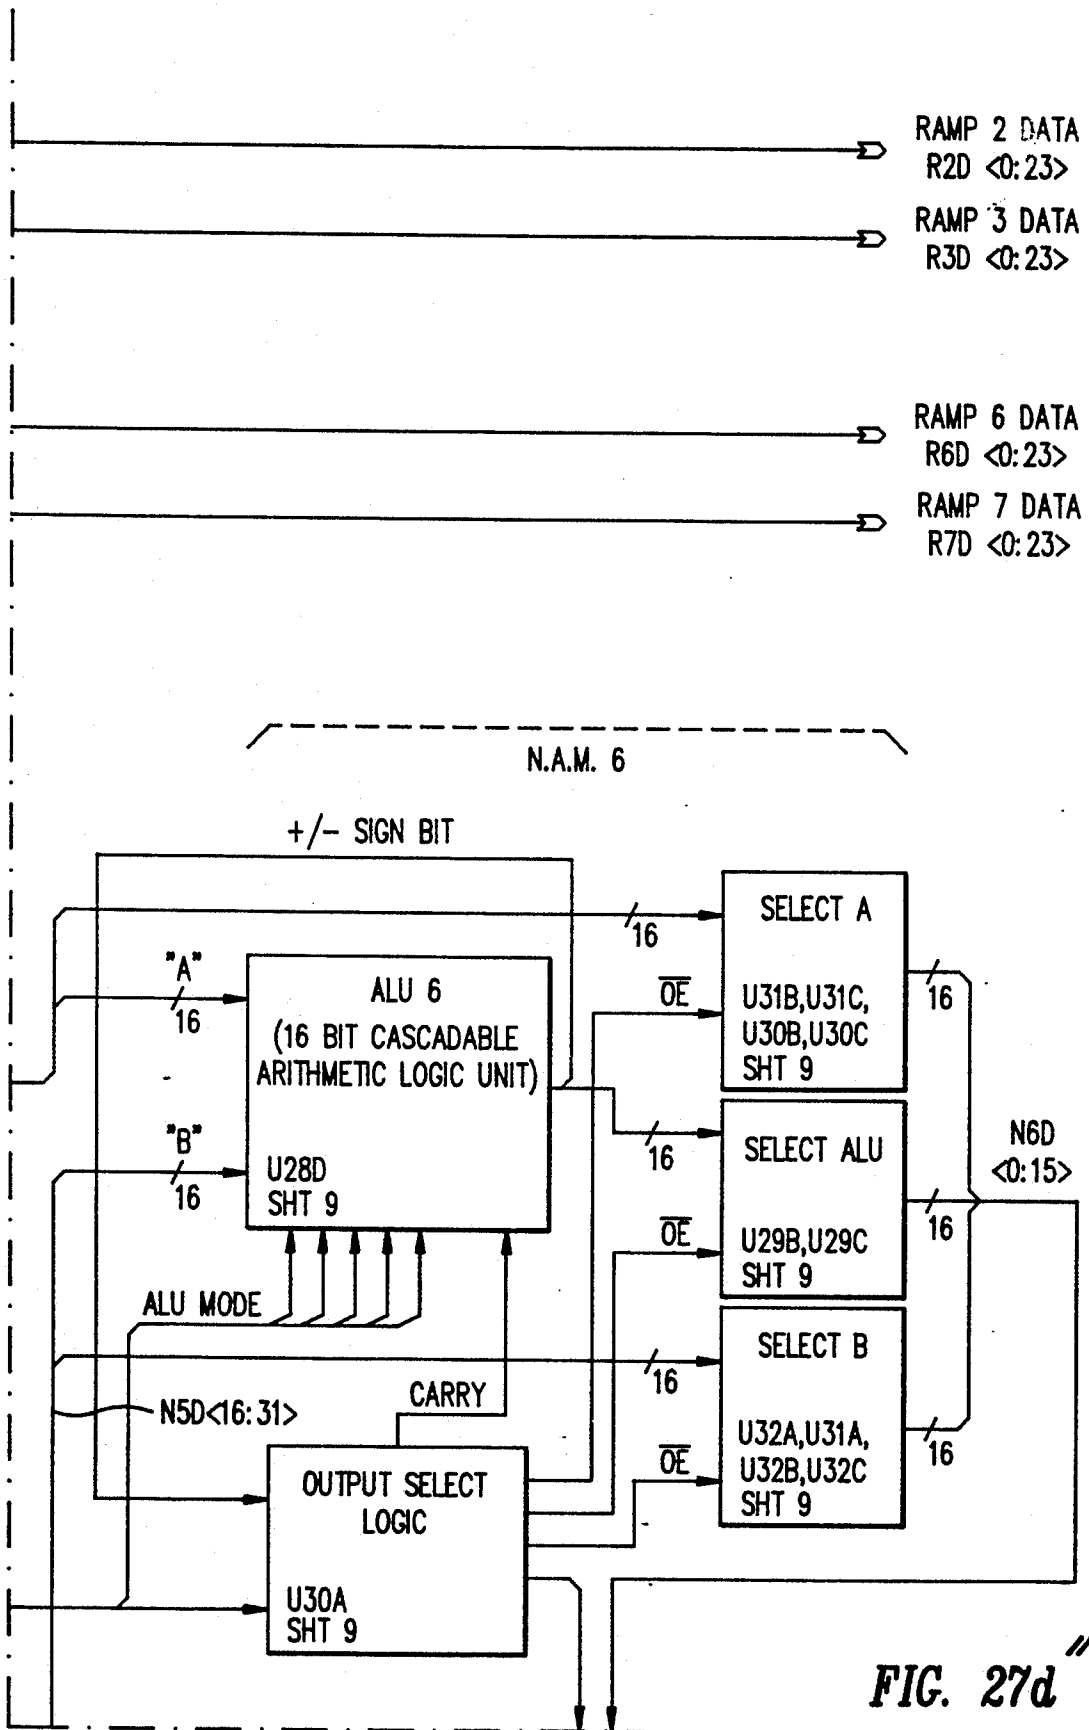 RAMP 2 DATA
R2D <0:23>
RAMP 3 DATA
R3D <0:23>
RAMP 6 DATA
R6D <0:23>
RAMP 7 DATA
R7D <0:23>
N.A.M. 6
+/- SIGN BIT
SELECT A
16
"A"
16
ALU 6
(16 BIT CASCADABLE
ARITHMETIC LOGIC UNIT)
OE
U31B,U31C,
U30B,U30C
SHT 9
16
"B"
16
U28D
SHT 9
16
SELECT ALU
N6D
<0:15>
16
OE
U29B,U29C
SHT 9
ALU MODE
SELECT B
16
CARRY
N5D<16:31>
OE
U32A,U31A,
U32B,U32C
SHT 9
16
OUTPUT SELECT
LOGIC
U30A
SHT 9
FIG. 27d"